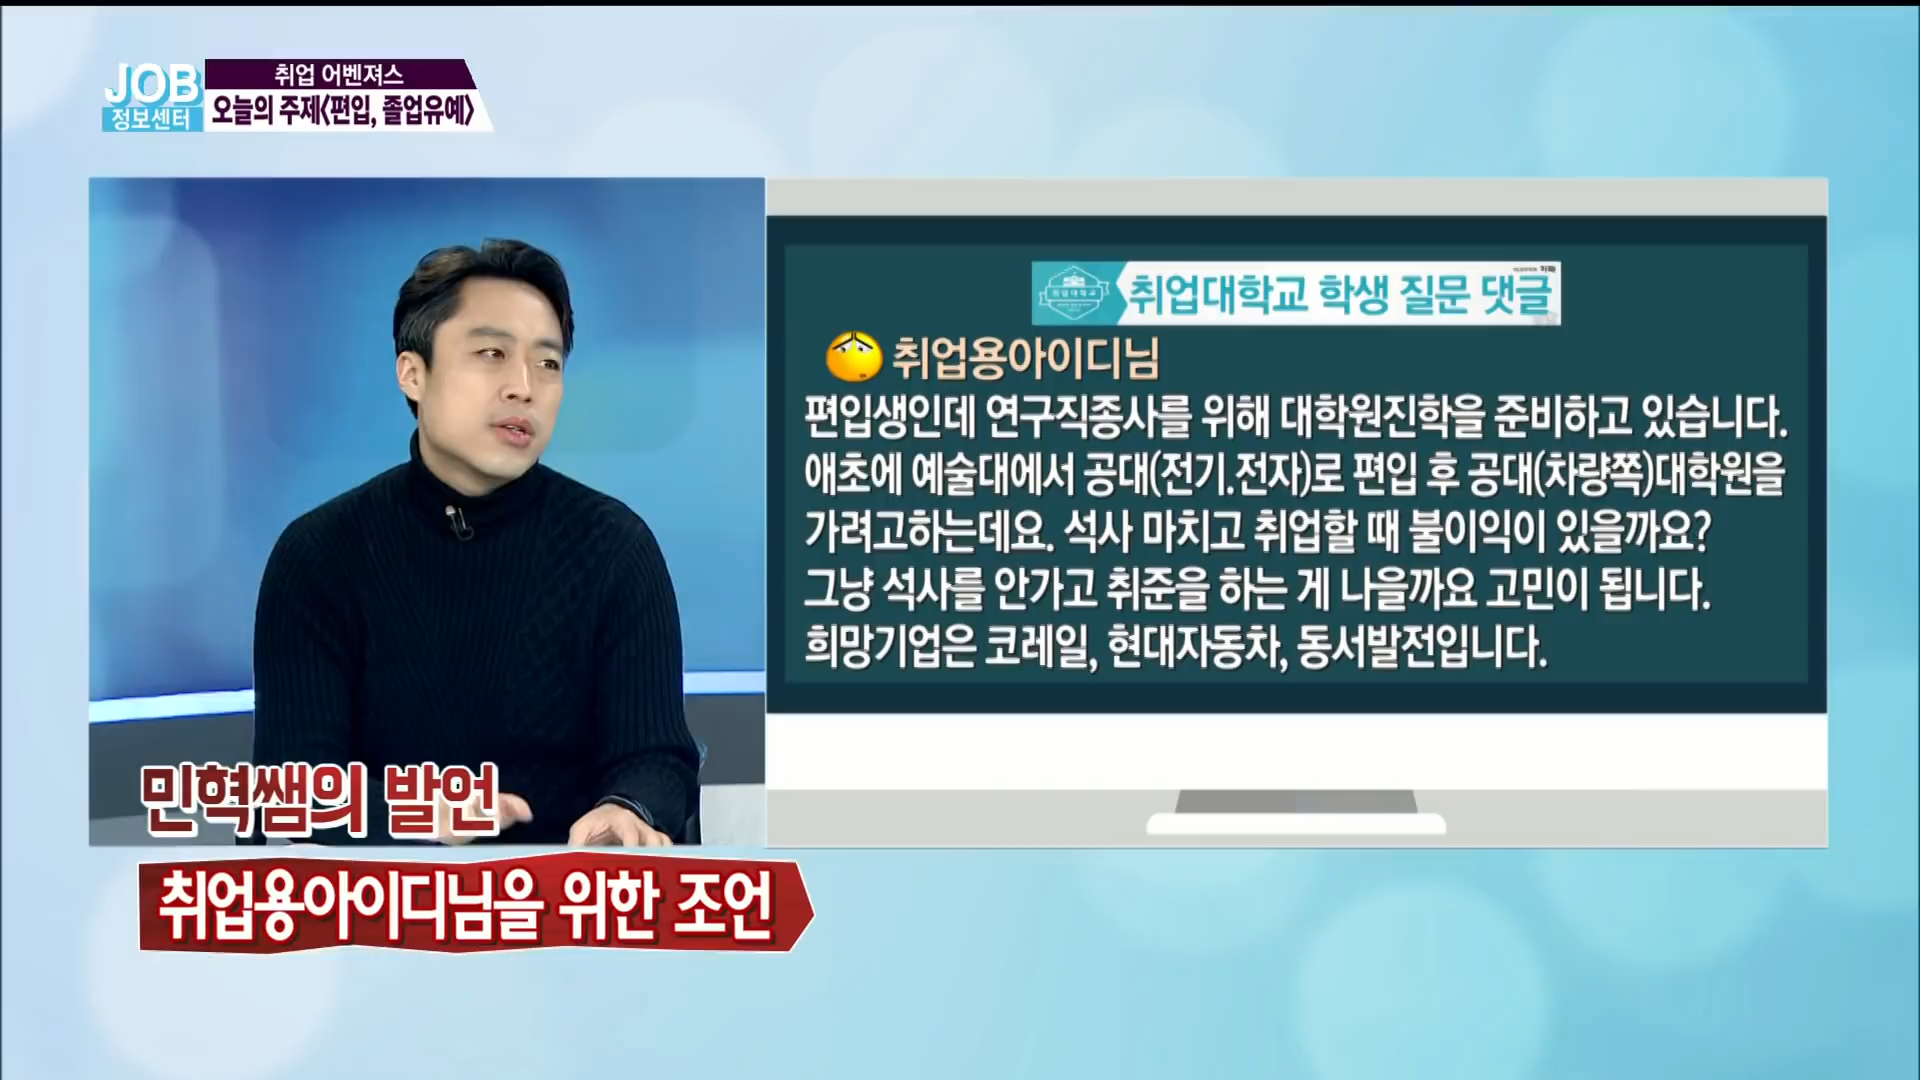 JOB
정보센터
취업 어벤져스
오늘의 주제<편입, 졸업유예>
취업대학교
카페
취업대학교 학생 질문 댓글
취업용아이디님
편입생인데 연구직종사를 위해 대학원진학을 준비하고 있습니다.
애초에 예술대에서 공대(전기.전자)로 편입 후 공대(차량쪽)대학원을
가려고하는데요. 석사 마치고 취업할 때 불이익이 있을까요?
그냥 석사를 안가고 취준을 하는 게 나을까요 고민이 됩니다.
희망기업은 코레일, 현대자동차, 동서발전입니다.
민혁쌤의 발언
취업용아이디님을 위한 조언